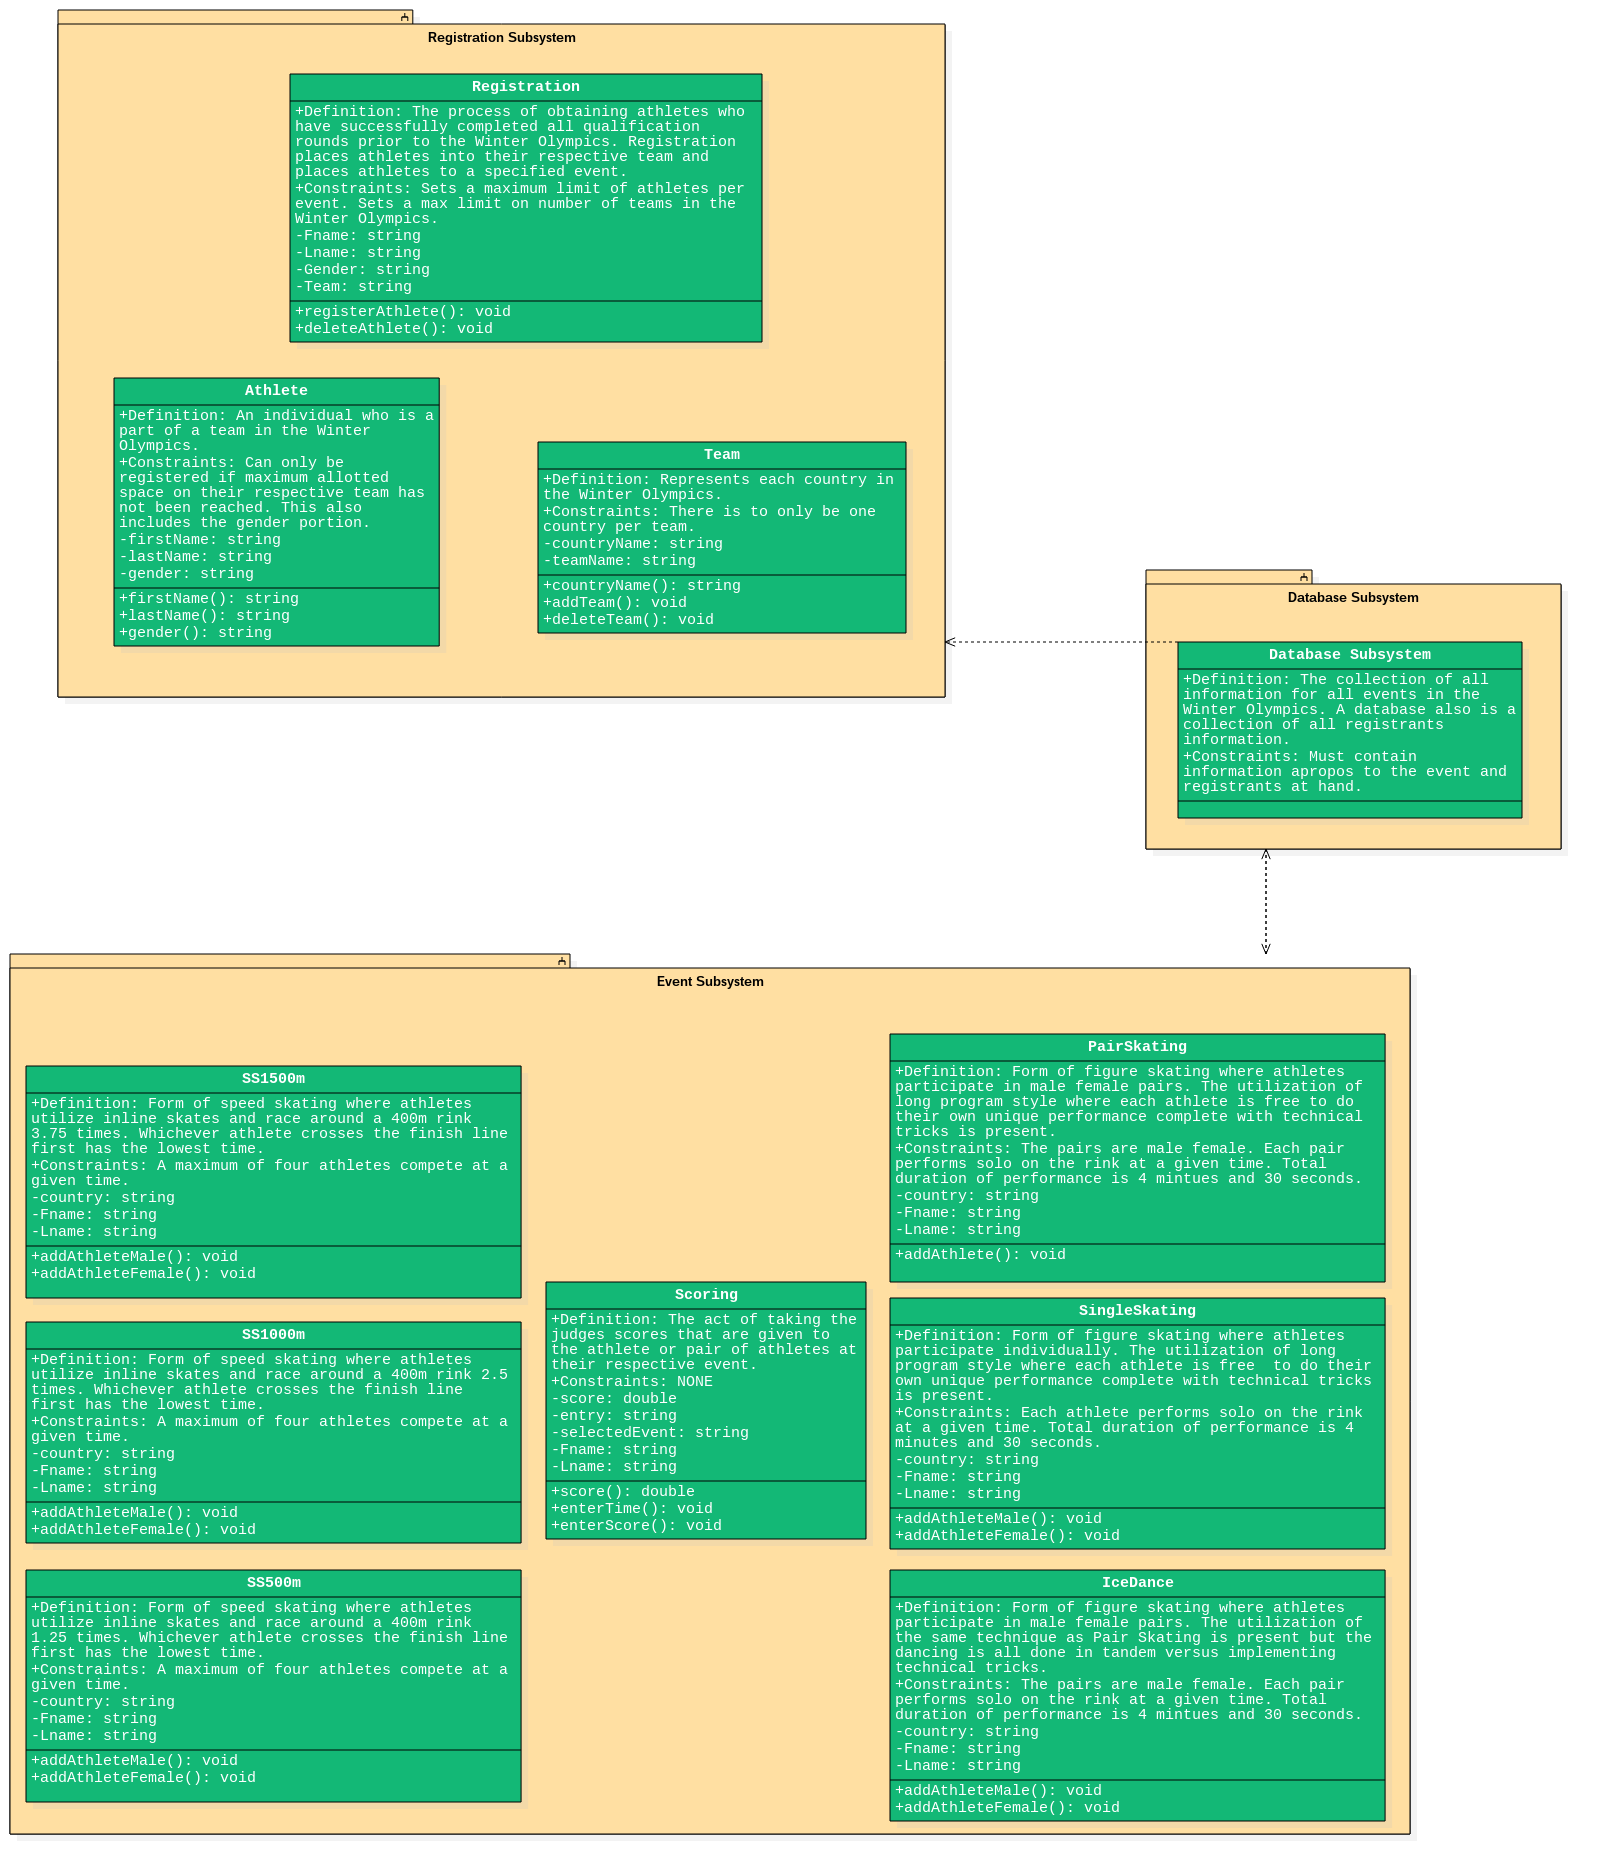 Registration Subsystem
Registration
+Definition: The process of obtaining athletes who
have successfully completed all qualification
rounds prior to the Winter Olympics. Registration
places athletes into their respective team and
places athletes to a specified event.
+Constraints: Sets a maximum limit of athletes per
event. Sets a max limit on number of teams in the
Winter Olympics.
-Fname: string
-Lname: string
-Gender: string
-Team: string
+registerAthlete(): void
+deleteAthlete(): void
Athlete
+Definition: An individual who is a
part of a team in the Winter
Olympics.
+Constraints: Can only be
registered if maximum allotted
space on their respective team has
not been reached. This also
includes the gender portion.
-firstName: string
-lastName: string
-gender: string
+firstName(): string
+lastName(): string
+gender(): string
Team
+Definition: Represents each country in
the Winter Olympics.
+Constraints: There is to only be one
country per team.
-countryName: string
-teamName: string
+countryName(): string
+addTeam(): void
+deleteTeam(): void
Database Subsystem
Database Subsystem
+Definition: The collection of all
information for all events in the
Winter Olympics. A database also is a
collection of all registrants
information.
+Constraints: Must contain
information apropos to the event and
registrants at hand.
Event Subsystem
SS1500m
+Definition: Form of speed skating where athletes
utilize inline skates and race around a 400m rink
3.75 times. Whichever athlete crosses the finish line
first has the lowest time.
+Constraints: A maximum of four athletes compete at a
given time.
-country: string
-Fname: string
-Lname: string
+addAthleteMale(): void
+addAthleteFemale(): void
SS1000m
+Definition: Form of speed skating where athletes
utilize inline skates and race around a 400m rink 2.5
times. Whichever athlete crosses the finish line
first has the lowest time.
+Constraints: A maximum of four athletes compete at a
given time.
-country: string
-Fname: string
-Lname: string
+addAthleteMale(): void
+addAthleteFemale(): void
SS500m
+Definition: Form of speed skating where athletes
utilize inline skates and race around a 400m rink
1.25 times. Whichever athlete crosses the finish line
first has the lowest time.
+Constraints: A maximum of four athletes compete at a
given time.
-country: string
-Fname: string
-Lname: string
+addAthleteMale(): void
+addAthleteFemale(): void
Scoring
+Definition: The act of taking the
judges scores that are given to
the athlete or pair of athletes at
their respective event.
+Constraints: NONE
-score: double
-entry: string
-selectedEvent: string
-Fname: string
-Lname: string
+score(): double
+enterTime(): void
+enterScore(): void
PairSkating
+Definition: Form of figure skating where athletes
participate in male female pairs. The utilization of
long program style where each athlete is free to do
their own unique performance complete with technical
tricks is present.
+Constraints: The pairs are male female. Each pair
performs solo on the rink at a given time. Total
duration of performance is 4 mintues and 30 seconds.
-country: string
-Fname: string
-Lname: string
+addAthlete(): void
SingleSkating
+Definition: Form of figure skating where athletes
participate individually. The utilization of long
program style where each athlete is free  to do their
own unique performance complete with technical tricks
is present.
+Constraints: Each athlete performs solo on the rink
at a given time. Total duration of performance is 4
minutes and 30 seconds.
-country: string
-Fname: string
-Lname: string
+addAthleteMale(): void
+addAthleteFemale(): void
IceDance
+Definition: Form of figure skating where athletes
participate in male female pairs. The utilization of
the same technique as Pair Skating is present but the
dancing is all done in tandem versus implementing
technical tricks.
+Constraints: The pairs are male female. Each pair
performs solo on the rink at a given time. Total
duration of performance is 4 mintues and 30 seconds.
-country: string
-Fname: string
-Lname: string
+addAthleteMale(): void
+addAthleteFemale(): void